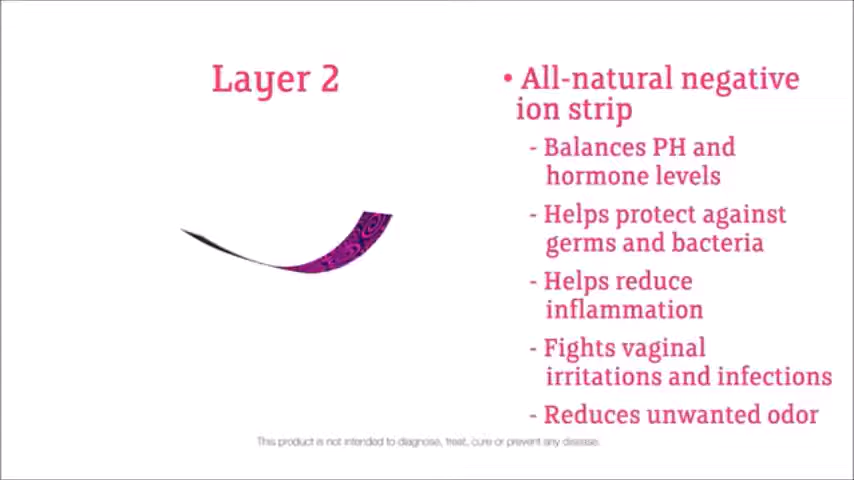 Layer 2
• All-natural negative
ion strip
- Balances PH and
hormone levels
- Helps protect against
germs and bacteria
- Helps reduce
inflammation
- Fights vaginal
irritations and infections
- Reduces unwanted odor
This product is not intended to diagnose, treat, cure or prevent any disease.